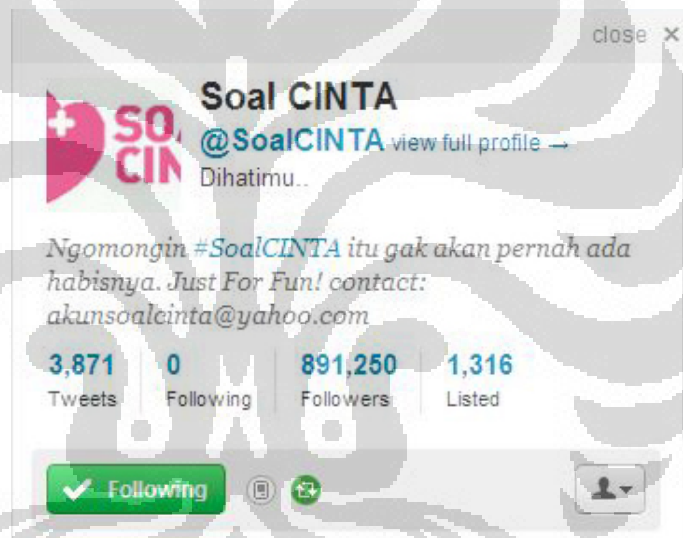 close ×
Soal CINTA
SO
CIN
@SoalCINTA view full profile →
Dihatimu..
Ngomongin #SoalCINTA itu gak akan pernah ada
habisnya. Just For Fun! contact:
akunsoalcinta@yahoo.com
3,871 0 891,250 1,316
Tweets Following Followers Listed
Following